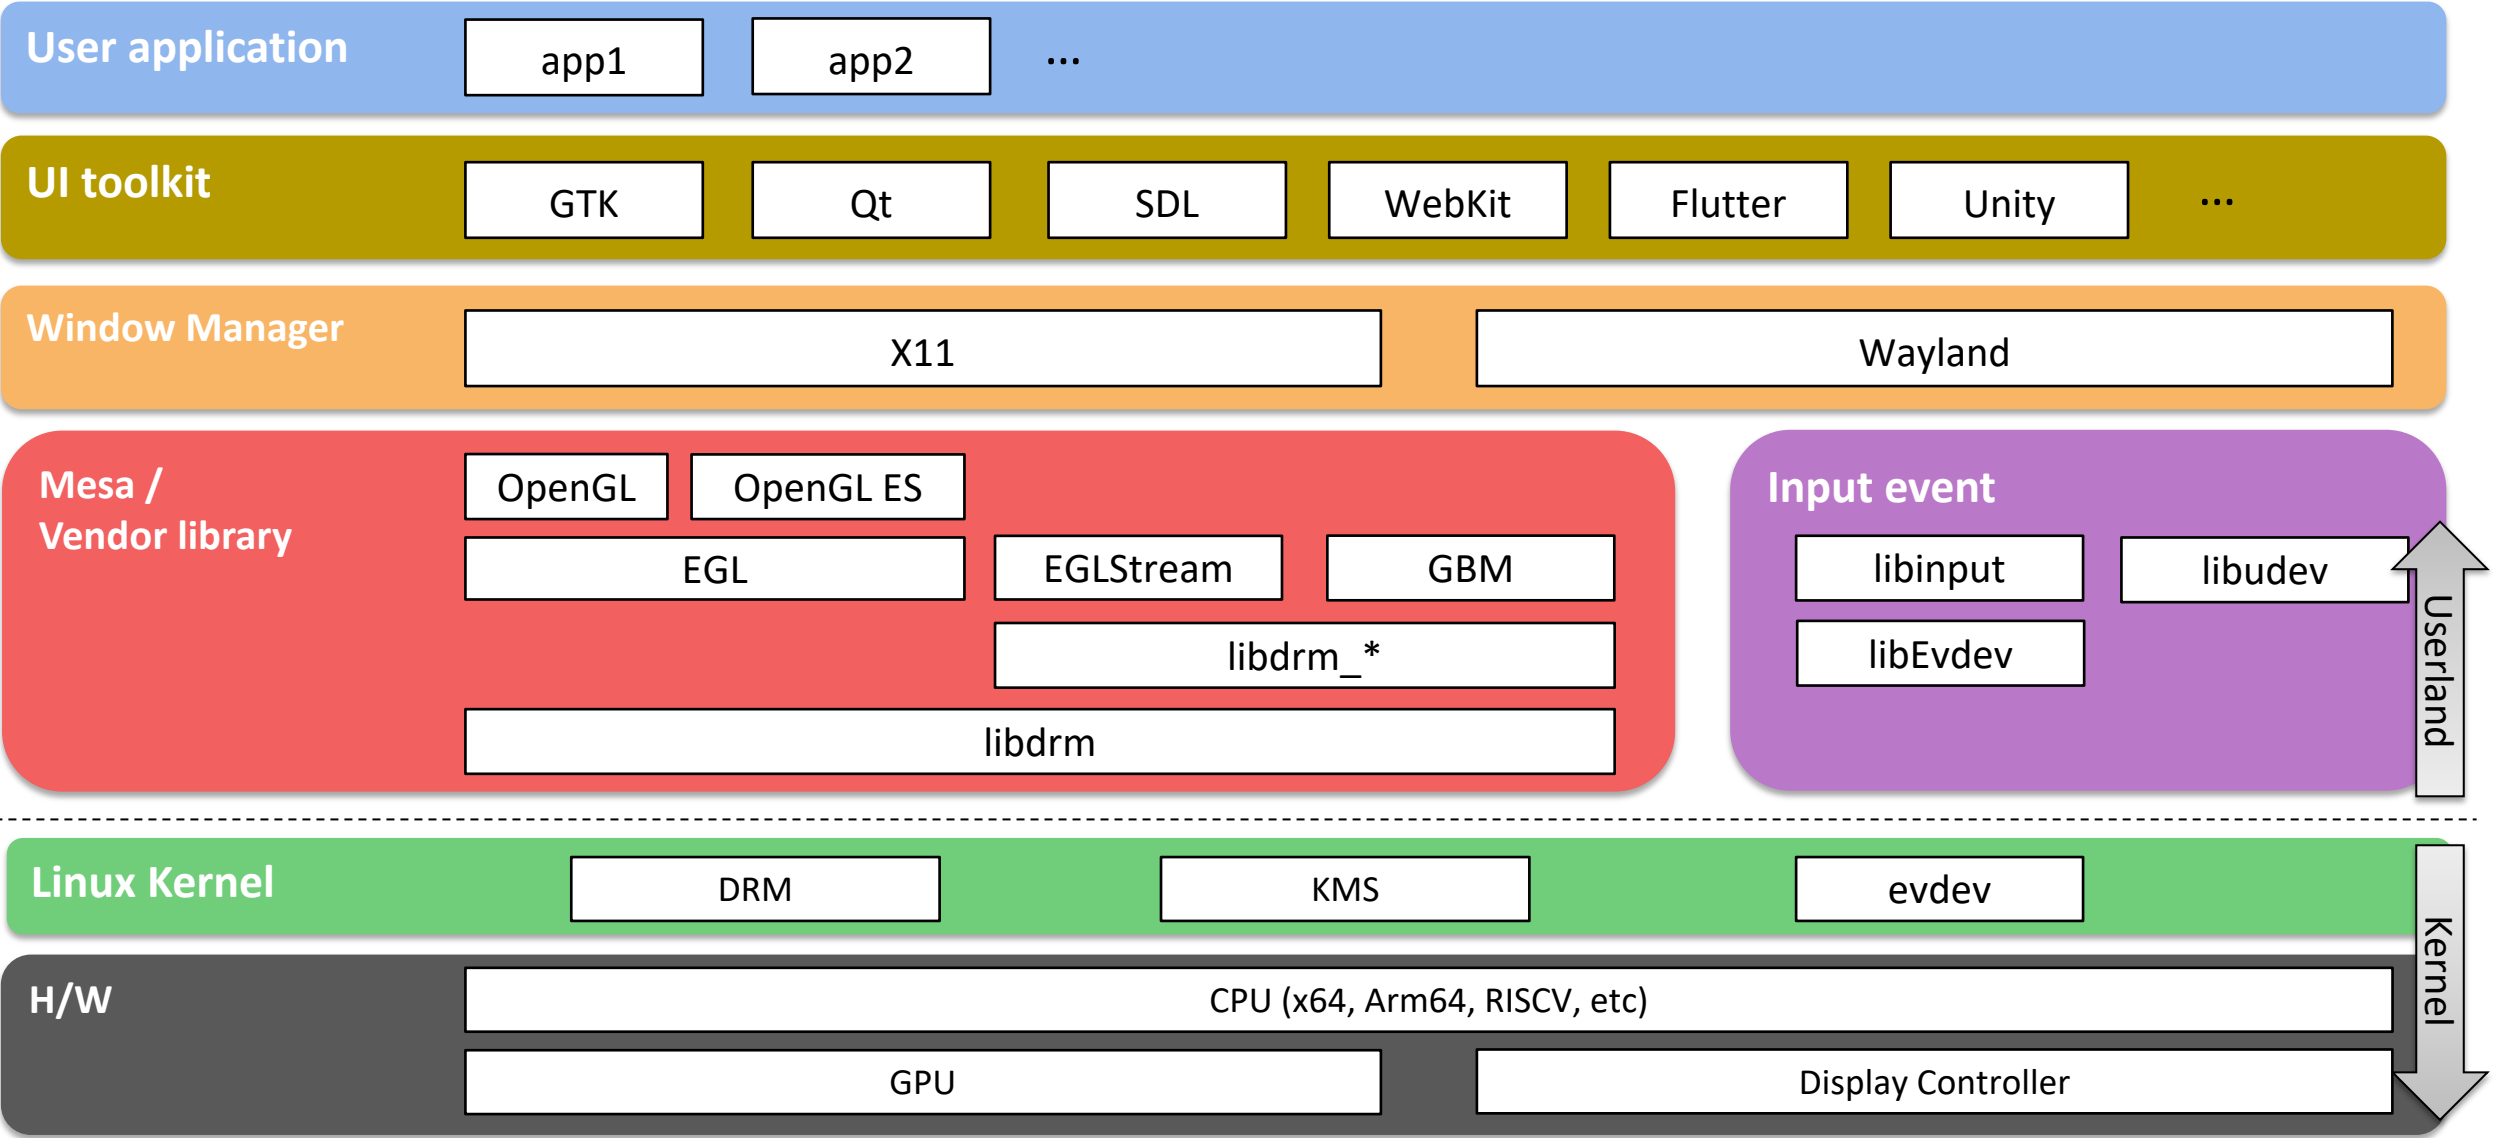 User application
app1
app2
...
UI toolkit
GTK
Qt
SDL
WebKit
Flutter
Unity
...
Window Manager
X11
Wayland
Mesa /
Vendor library
OpenGL
OpenGL ES
EGL
EGLStream
GBM
libdrm_*
libdrm
Input event
libinput
libudev
libEvdev
Userland
Linux Kernel
DRM
KMS
evdev
Kernel
H/W
CPU (x64, Arm64, RISCV, etc)
GPU
Display Controller